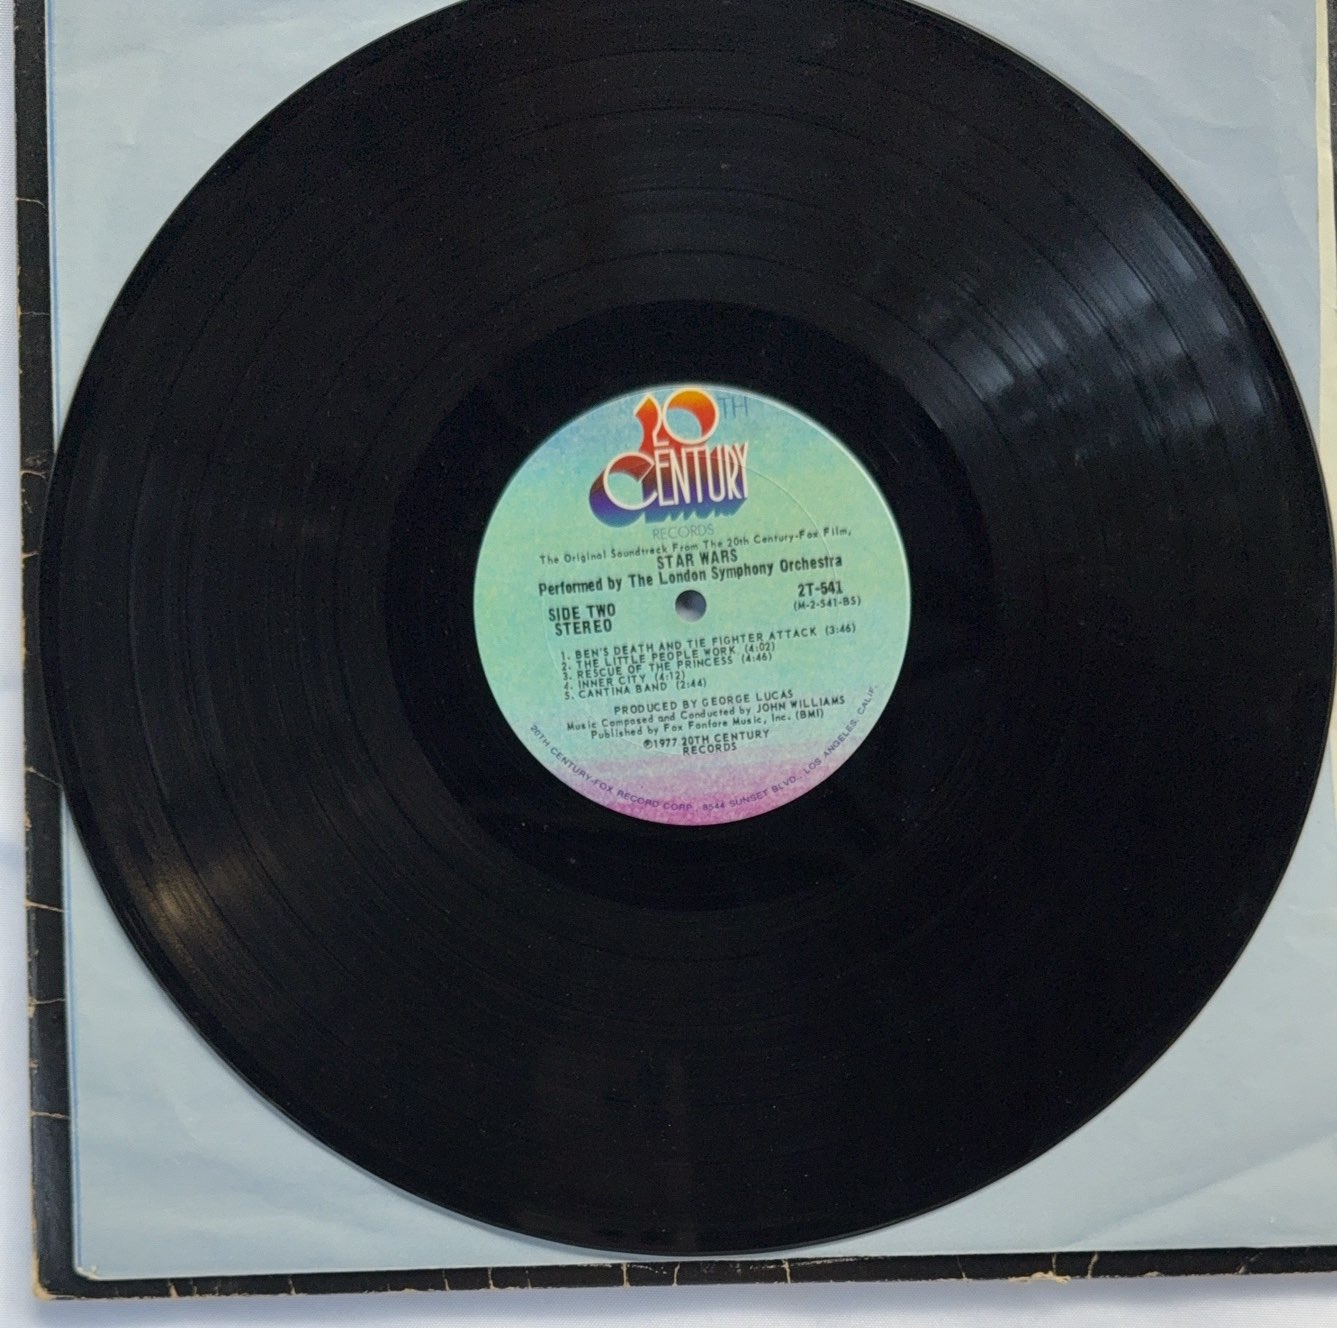 20TH
CENTURY
RECORDS
The Original Soundtrack From The 20th Century-Fox Film,
STAR WARS
Performed by The London Symphony Orchestra
SIDE TWO
STEREO
2T-541
(M-2-541-BS)
1. BEN'S DEATH AND TIE FIGHTER ATTACK (3:46)
2. THE LITTLE PEOPLE WORK (4:02)
3. RESCUE OF THE PRINCESS (4:46)
4. INNER CITY (4:12)
5. CANTINA BAND (2:44)
PRODUCED BY GEORGE LUCAS
Music Composed and Conducted by JOHN WILLIAMS
Published by Fox Fanfare Music, Inc. (BMI)
℗1977 20TH CENTURY
RECORDS
20TH CENTURY-FOX RECORD CORP., 8544 SUNSET BLVD., LOS ANGELES, CALIF.